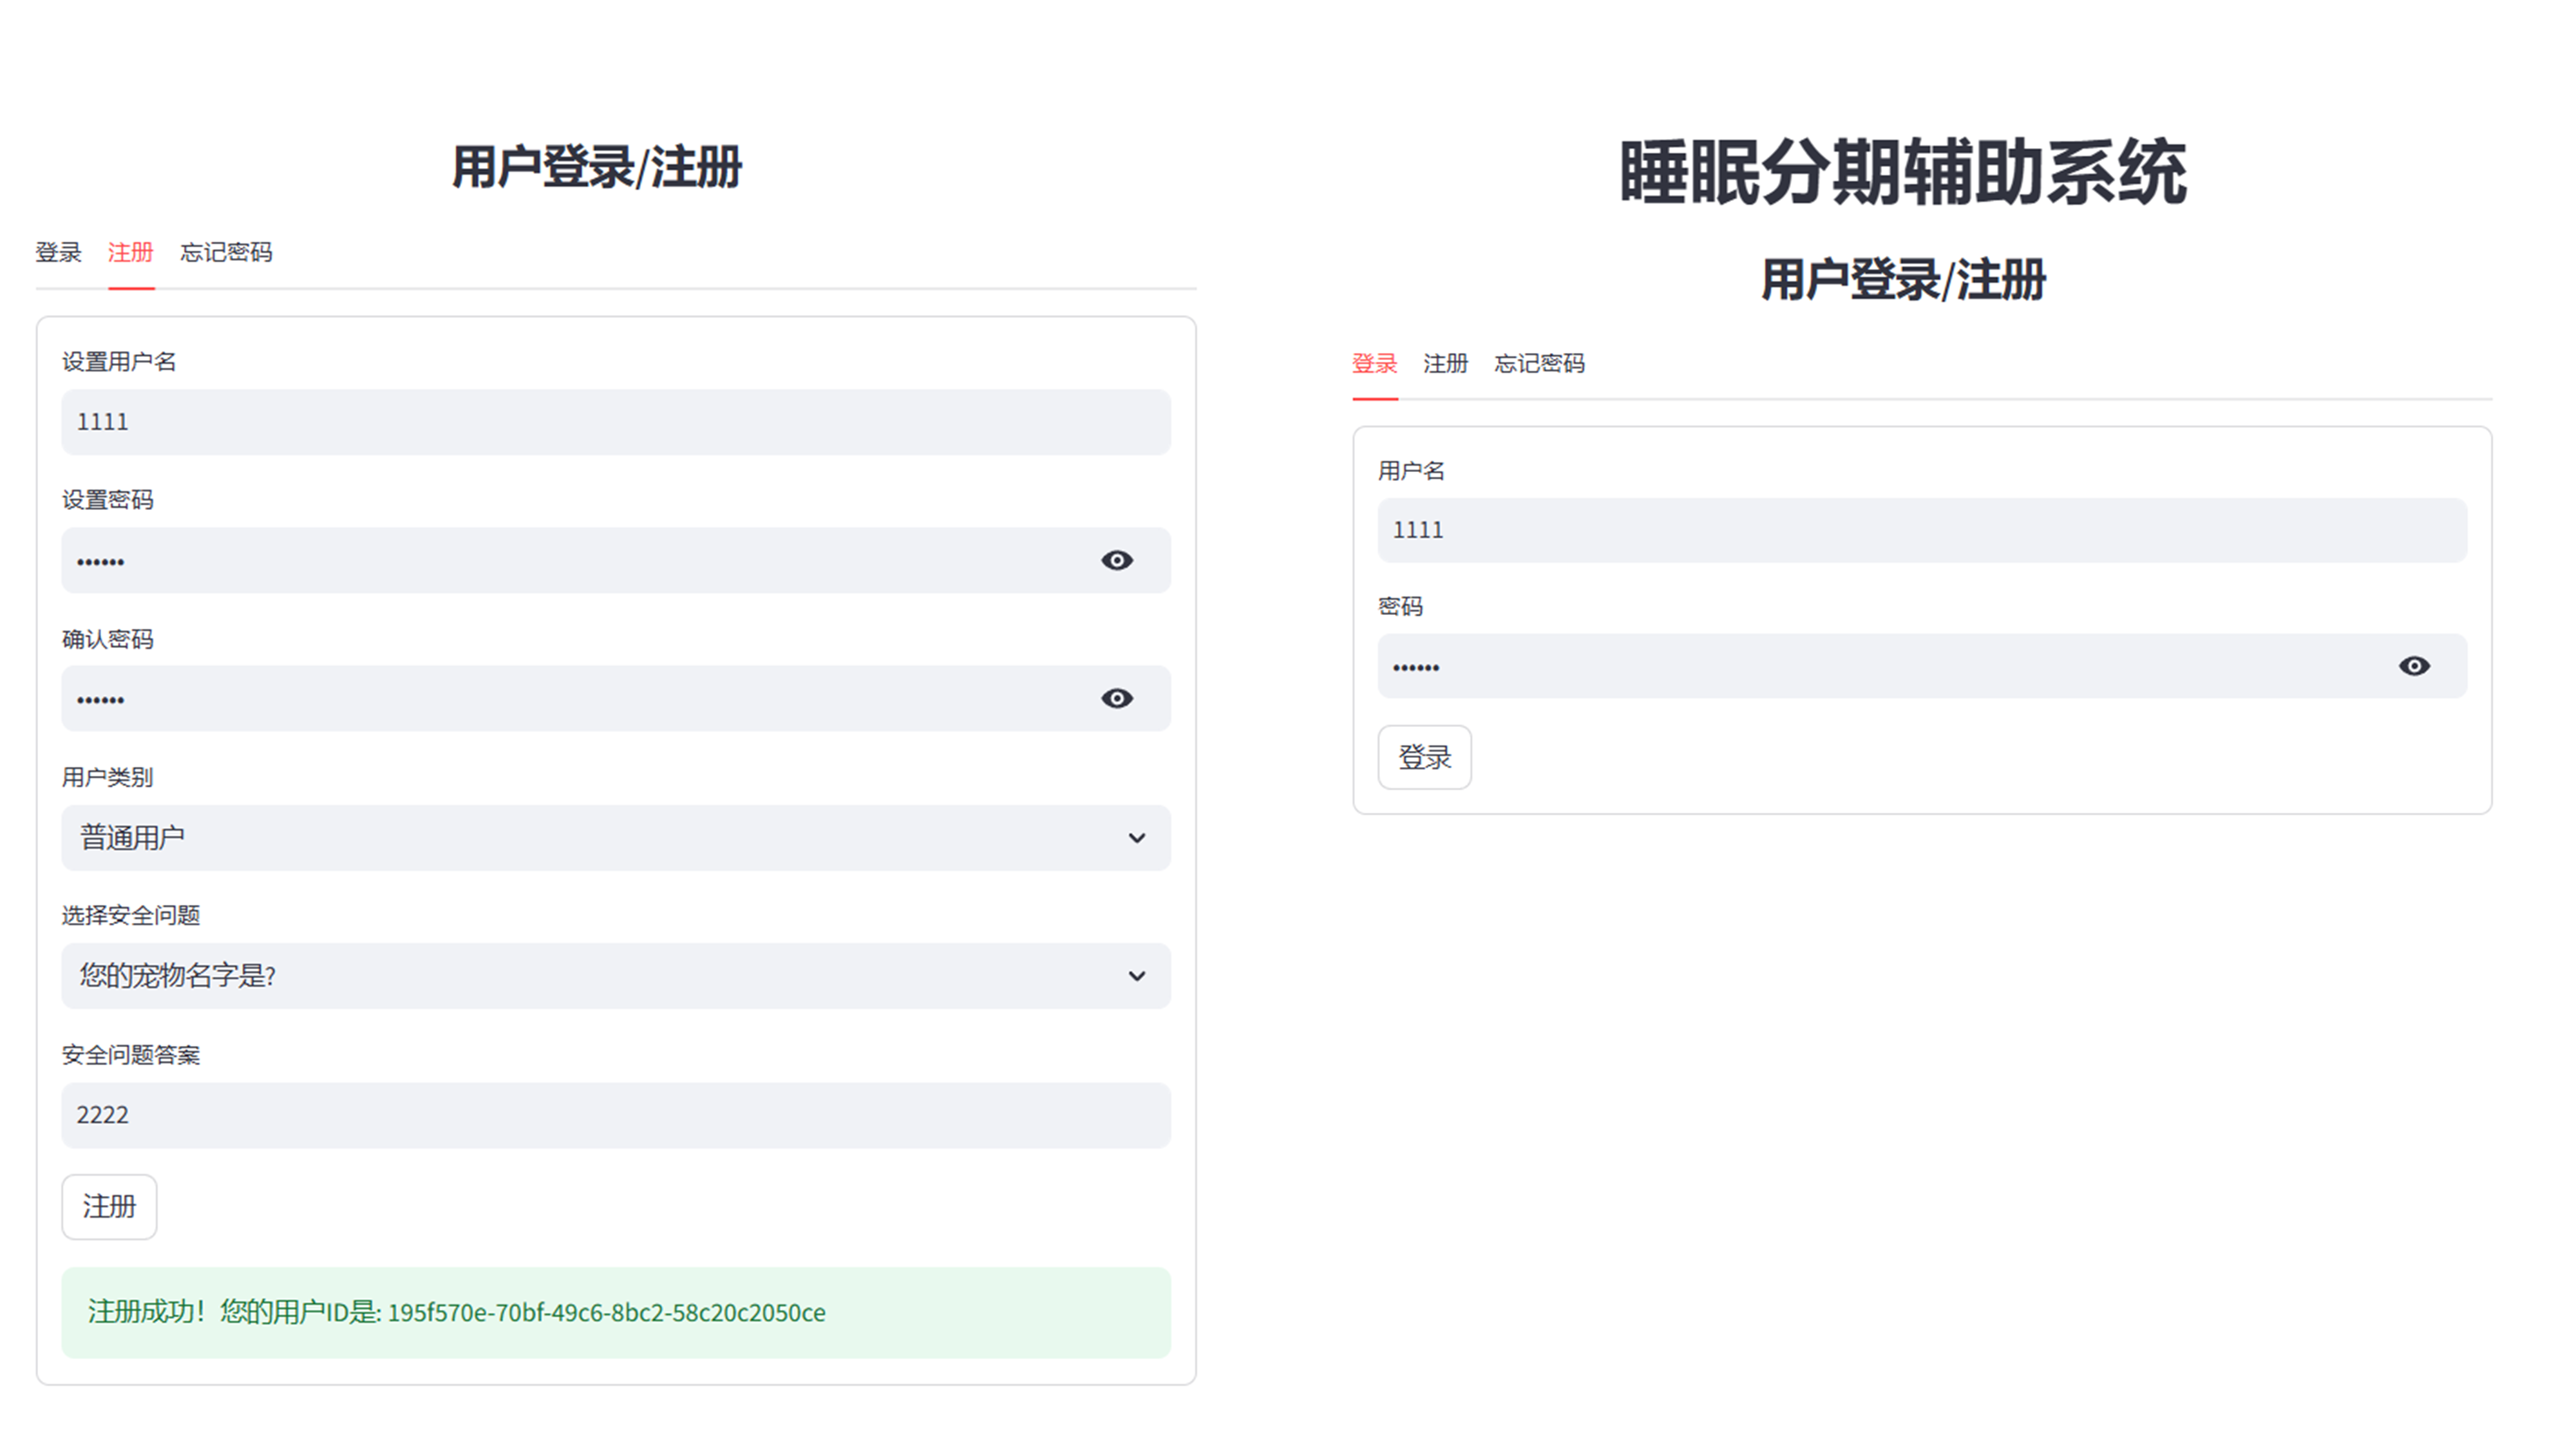 用户登录/注册
登录 注册 忘记密码
设置用户名
1111
设置密码
••••••
确认密码
••••••
用户类别
普通用户
选择安全问题
您的宠物名字是?
安全问题答案
2222
注册
注册成功！您的用户ID是: 195f570e-70bf-49c6-8bc2-58c20c2050ce
睡眠分期辅助系统
用户登录/注册
登录 注册 忘记密码
用户名
1111
密码
••••••
登录